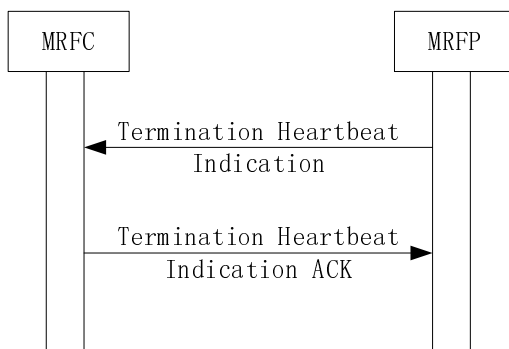 MRFC
MRFP
Termination Heartbeat
Indication
Termination Heartbeat
Indication ACK